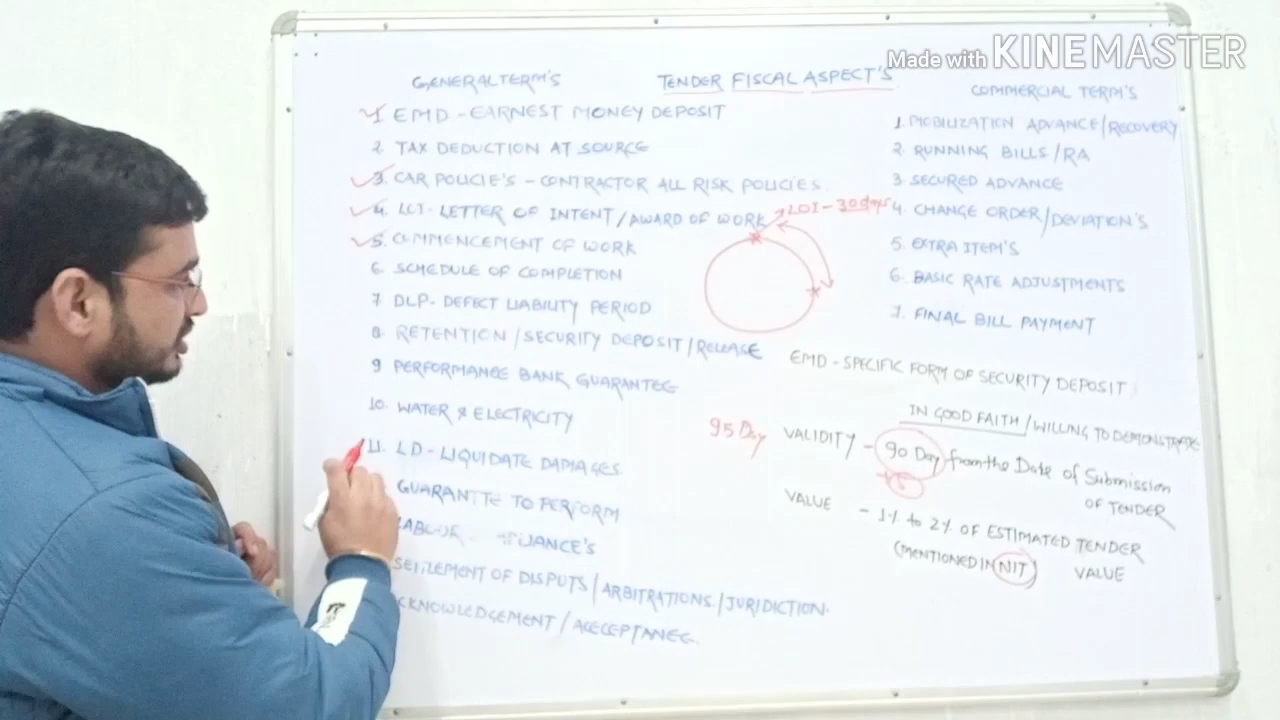 Made with KINEMASTER
TENDER FISCAL ASPECT'S
GENERAL TERM'S
1. EMD - EARNEST MONEY DEPOSIT
2. TAX DEDUCTION AT SOURCE
3. CAR POLICIE'S - CONTRACTOR ALL RISK POLICIES
4. LOI - LETTER OF INTENT / AWARD OF WORK
5. COMMENCEMENT OF WORK
6. SCHEDULE OF COMPLETION
7 DLP - DEFECT LIABILITY PERIOD
8 RETENTION / SECURITY DEPOSIT / RELEASE
9 PERFORMANCE BANK GUARANTEE
10. WATER & ELECTRICITY
11. LD - LIQUIDATE DAMAGES
GUARANTTE TO PERFORM
SETTLEMENT OF DISPUTS / ARBITRATIONS / JURIDICTION.
/ ACECEPTANEE.
LOI - 30 days
COMMERCIAL TERM'S
1. MOBILIZATION ADVANCE/RECOVERY
2. RUNNING BILLS / RA
3. SECURED ADVANCE
4. CHANGE ORDER/DEVIATION'S
5. EXTRA ITEM'S
6. BASIC RATE ADJUSTMENTS
7. FINAL BILL PAYMENT
EMD - SPECIFIC FORM OF SECURITY DEPOSIT
IN GOOD FAITH / WILLING TO DEMONSTRATE
95 Day VALIDITY - 90 Day from the Date of Submission
OF TENDER
VALUE - 1% to 2% OF ESTIMATED TENDER
(MENTIONED IN NIT) VALUE